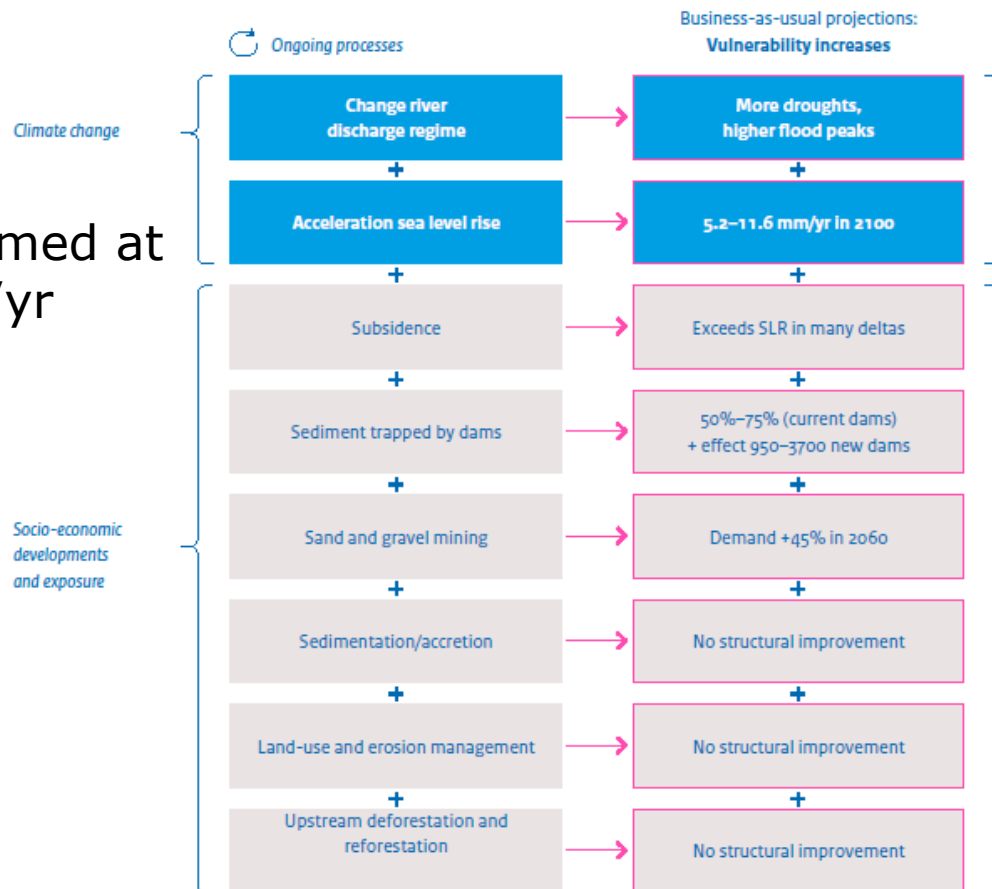 Business-as-usual projections:
Ongoing processes
Vulnerability increases
Climate change
Change river
discharge regime
More droughts,
higher flood peaks
+
+
Acceleration sea level rise
5.2–11.6 mm/yr in 2100
med at
/yr
+
+
Subsidence
Exceeds SLR in many deltas
+
+
Sediment trapped by dams
50%–75% (current dams)
+ effect 950–3700 new dams
+
+
Socio-economic
developments
and exposure
Sand and gravel mining
Demand +45% in 2060
+
+
Sedimentation/accretion
No structural improvement
+
+
Land-use and erosion management
No structural improvement
+
+
Upstream deforestation and
reforestation
No structural improvement